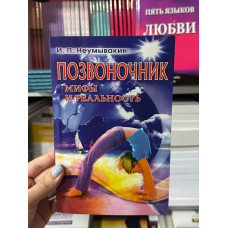 ПЯТЬ ЯЗЫКОВ
ЛЮБВИ
И. П. Неумывакин
ПОЗВОНОЧНИК
МИФЫ
И РЕАЛЬНОСТЬ